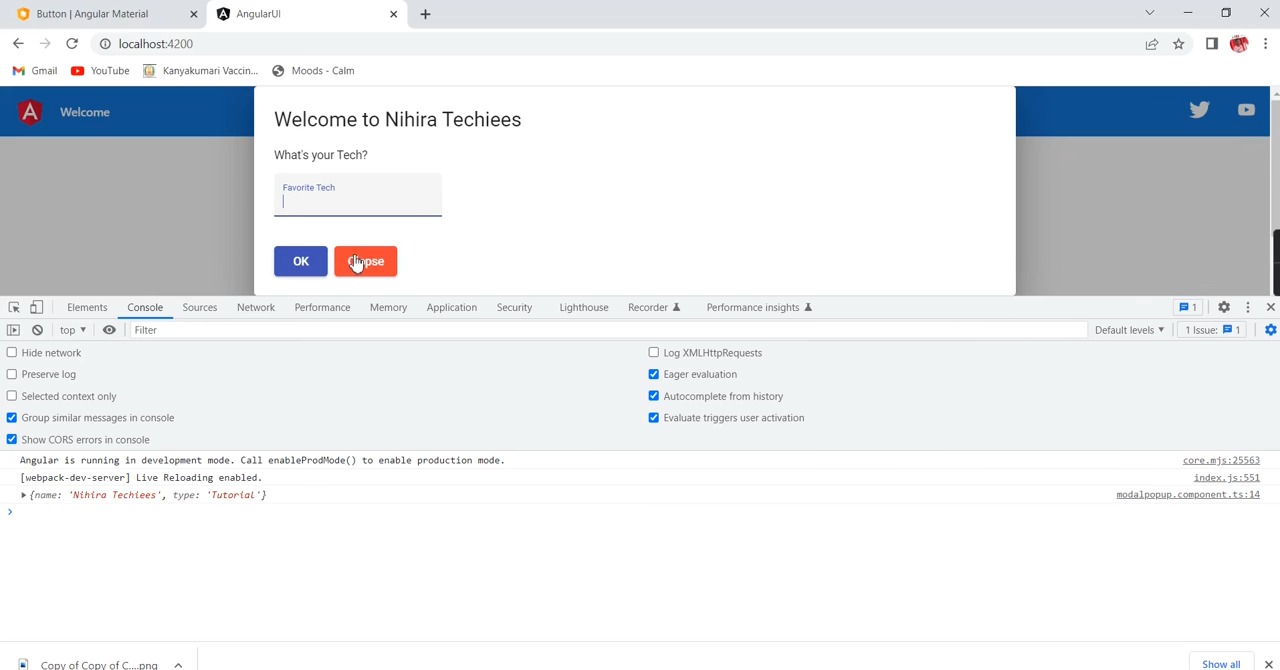 Button | Angular Material
AngularUI
localhost:4200
Gmail YouTube Kanyakumari Vaccin... Moods - Calm
Welcome
Welcome to Nihira Techiees
What's your Tech?
Favorite Tech
OK
Elements Console Sources Network Performance Memory Application Security Lighthouse Recorder Performance insights 1
top Filter Default levels 1 Issue: 1
Hide network Log XMLHttpRequests
Preserve log Eager evaluation
Selected context only Autocomplete from history
Group similar messages in console Evaluate triggers user activation
Show CORS errors in console
Angular is running in development mode. Call enableProdMode() to enable production mode. core.mjs:25563
[webpack-dev-server] Live Reloading enabled. index.js:551
{name: 'Nihira Techiees', type: 'Tutorial'} modalpopup.component.ts:14
Copy of Copy of C....png Show all